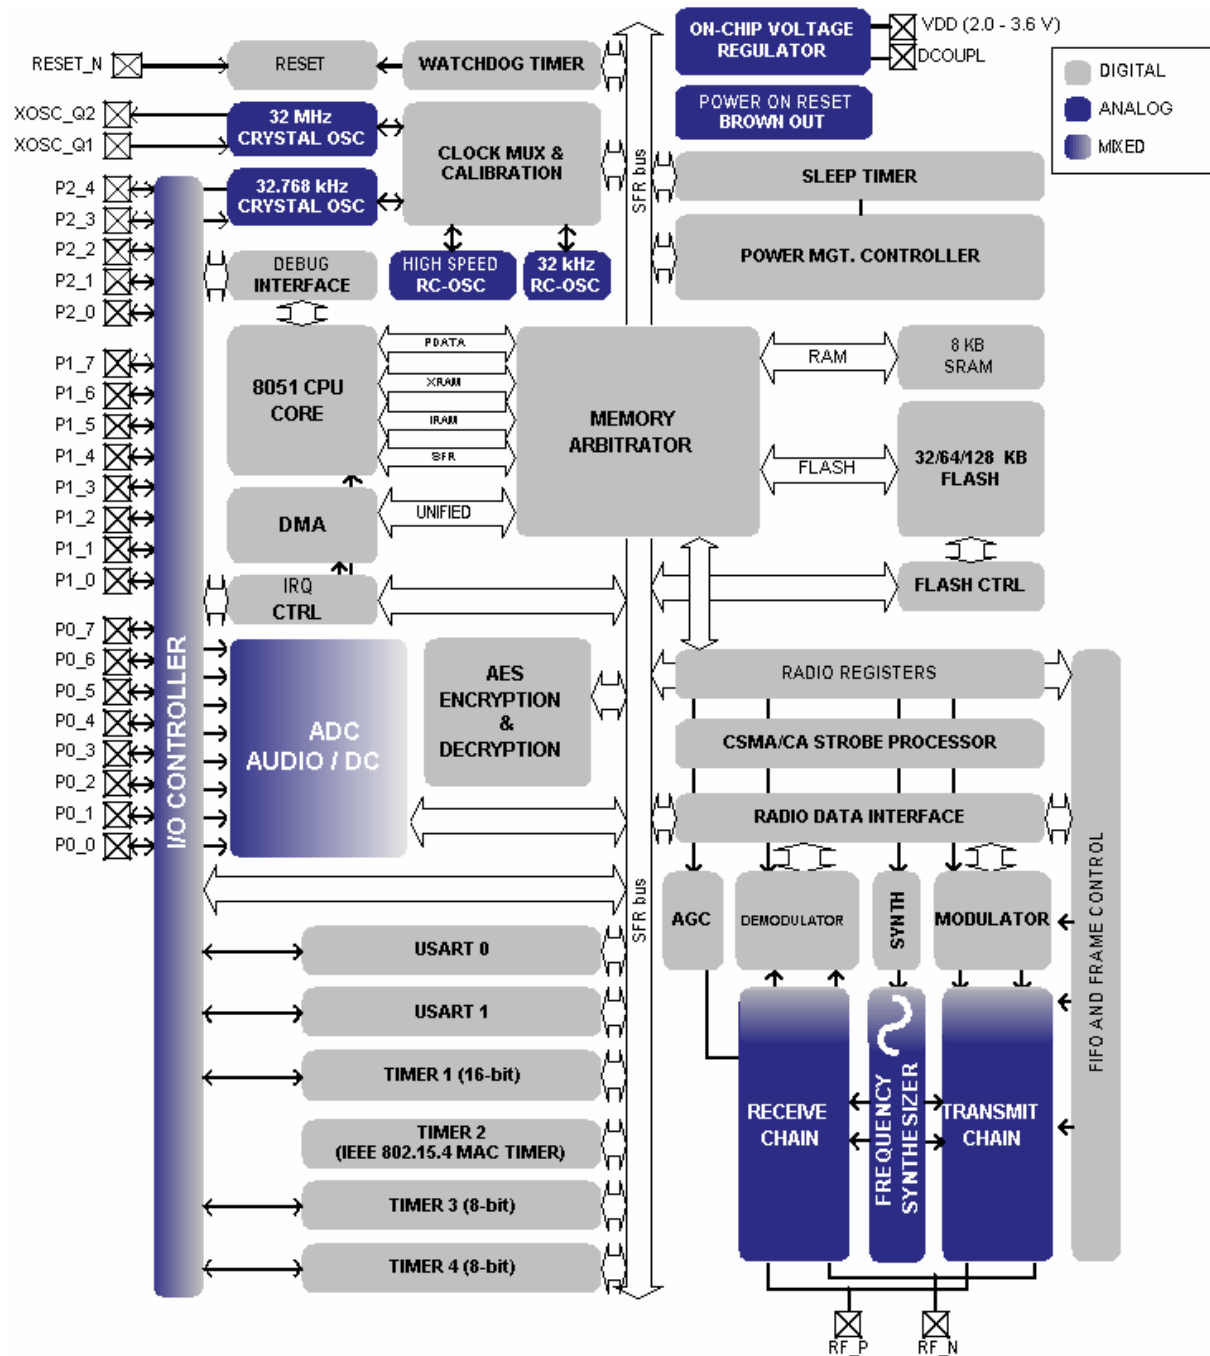 ON-CHIP VOLTAGE
REGULATOR
VDD (2.0 - 3.6 V)
DCOUPL
DIGITAL
ANALOG
MIXED
RESET_N
RESET
WATCHDOG TIMER
POWER ON RESET
BROWN OUT
XOSC_Q2
XOSC_Q1
32 MHz
CRYSTAL OSC
CLOCK MUX &
CALIBRATION
SFR bus
SLEEP TIMER
P2_4
P2_3
P2_2
P2_1
P2_0
32.768 kHz
CRYSTAL OSC
POWER MGT. CONTROLLER
DEBUG
INTERFACE
HIGH SPEED
RC-OSC
32 kHz
RC-OSC
P1_7
P1_6
P1_5
P1_4
P1_3
P1_2
P1_1
P1_0
8051 CPU
CORE
PDATA
XRAM
IRAM
SFR
MEMORY
ARBITRATOR
RAM
8 KB
SRAM
FLASH
32/64/128 KB
FLASH
DMA
UNIFIED
IRQ
CTRL
FLASH CTRL
P0_7
P0_6
P0_5
P0_4
P0_3
P0_2
P0_1
P0_0
I/O CONTROLLER
ADC
AUDIO / DC
AES
ENCRYPTION
&
DECRYPTION
RADIO REGISTERS
CSMA/CA STROBE PROCESSOR
RADIO DATA INTERFACE
FIFO AND FRAME CONTROL
SFR bus
AGC
DEMODULATOR
SYNTH
MODULATOR
USART 0
USART 1
TIMER 1 (16-bit)
TIMER 2
(IEEE 802.15.4 MAC TIMER)
TIMER 3 (8-bit)
TIMER 4 (8-bit)
RECEIVE
CHAIN
FREQUENCY
SYNTHESIZER
TRANSMIT
CHAIN
RF_P
RF_N